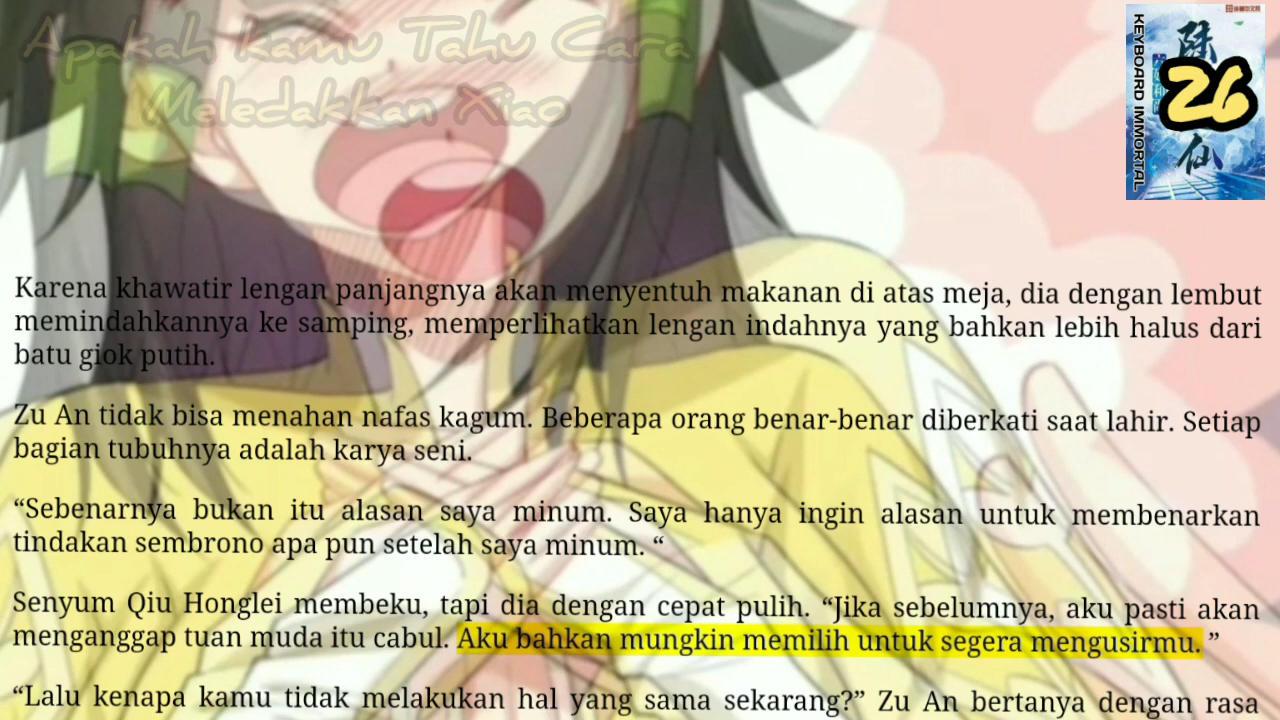 Apakah kamu Tahu Cara
Meledakkan Xiao
KEYBOARD IMMORTAL
陆
26
仙
Karena khawatir lengan panjangnya akan menyentuh makanan di atas meja, dia dengan lembut
memindahkannya ke samping, memperlihatkan lengan indahnya yang bahkan lebih halus dari
batu giok putih.
Zu An tidak bisa menahan nafas kagum. Beberapa orang benar-benar diberkati saat lahir. Setiap
bagian tubuhnya adalah karya seni.
“Sebenarnya bukan itu alasan saya minum. Saya hanya ingin alasan untuk membenarkan
tindakan sembrono apa pun setelah saya minum. “
Senyum Qiu Honglei membeku, tapi dia dengan cepat pulih. “Jika sebelumnya, aku pasti akan
menganggap tuan muda itu cabul. Aku bahkan mungkin memilih untuk segera mengusirmu. ”
“Lalu kenapa kamu tidak melakukan hal yang sama sekarang?” Zu An bertanya dengan rasa